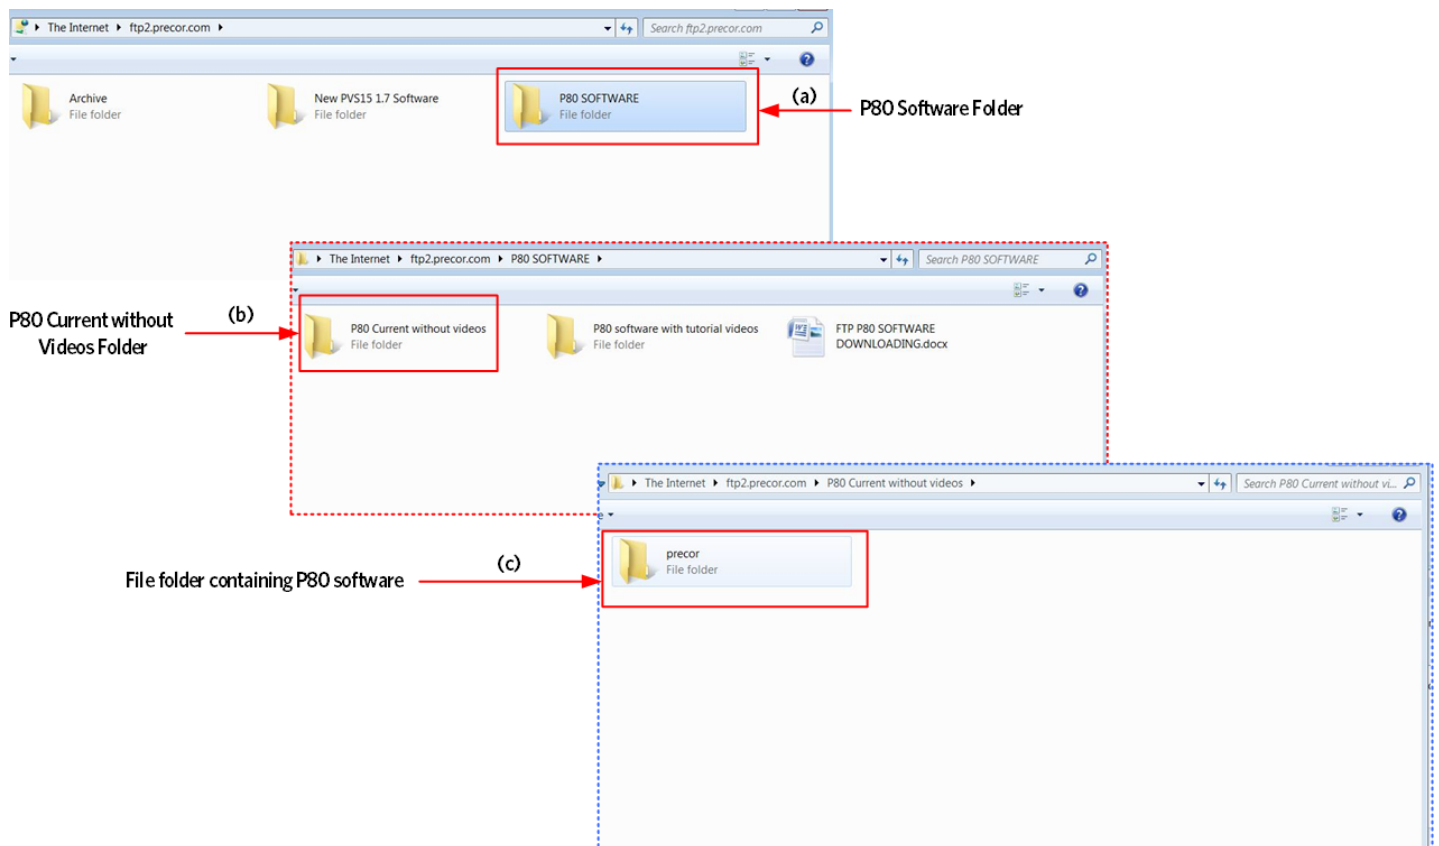 The Internet ftp2.precor.com
Search ftp2.precor.com
Archive
File folder
New PVS15 1.7 Software
File folder
P80 SOFTWARE
File folder
(a)
P80 Software Folder
The Internet ftp2.precor.com P80 SOFTWARE
Search P80 SOFTWARE
P80 Current without
Videos Folder
(b)
P80 Current without videos
File folder
P80 software with tutorial videos
File folder
FTP P80 SOFTWARE
DOWNLOADING.docx
The Internet ftp2.precor.com P80 Current without videos
Search P80 Current without vi...
e
File folder containing P80 software
(c)
precor
File folder